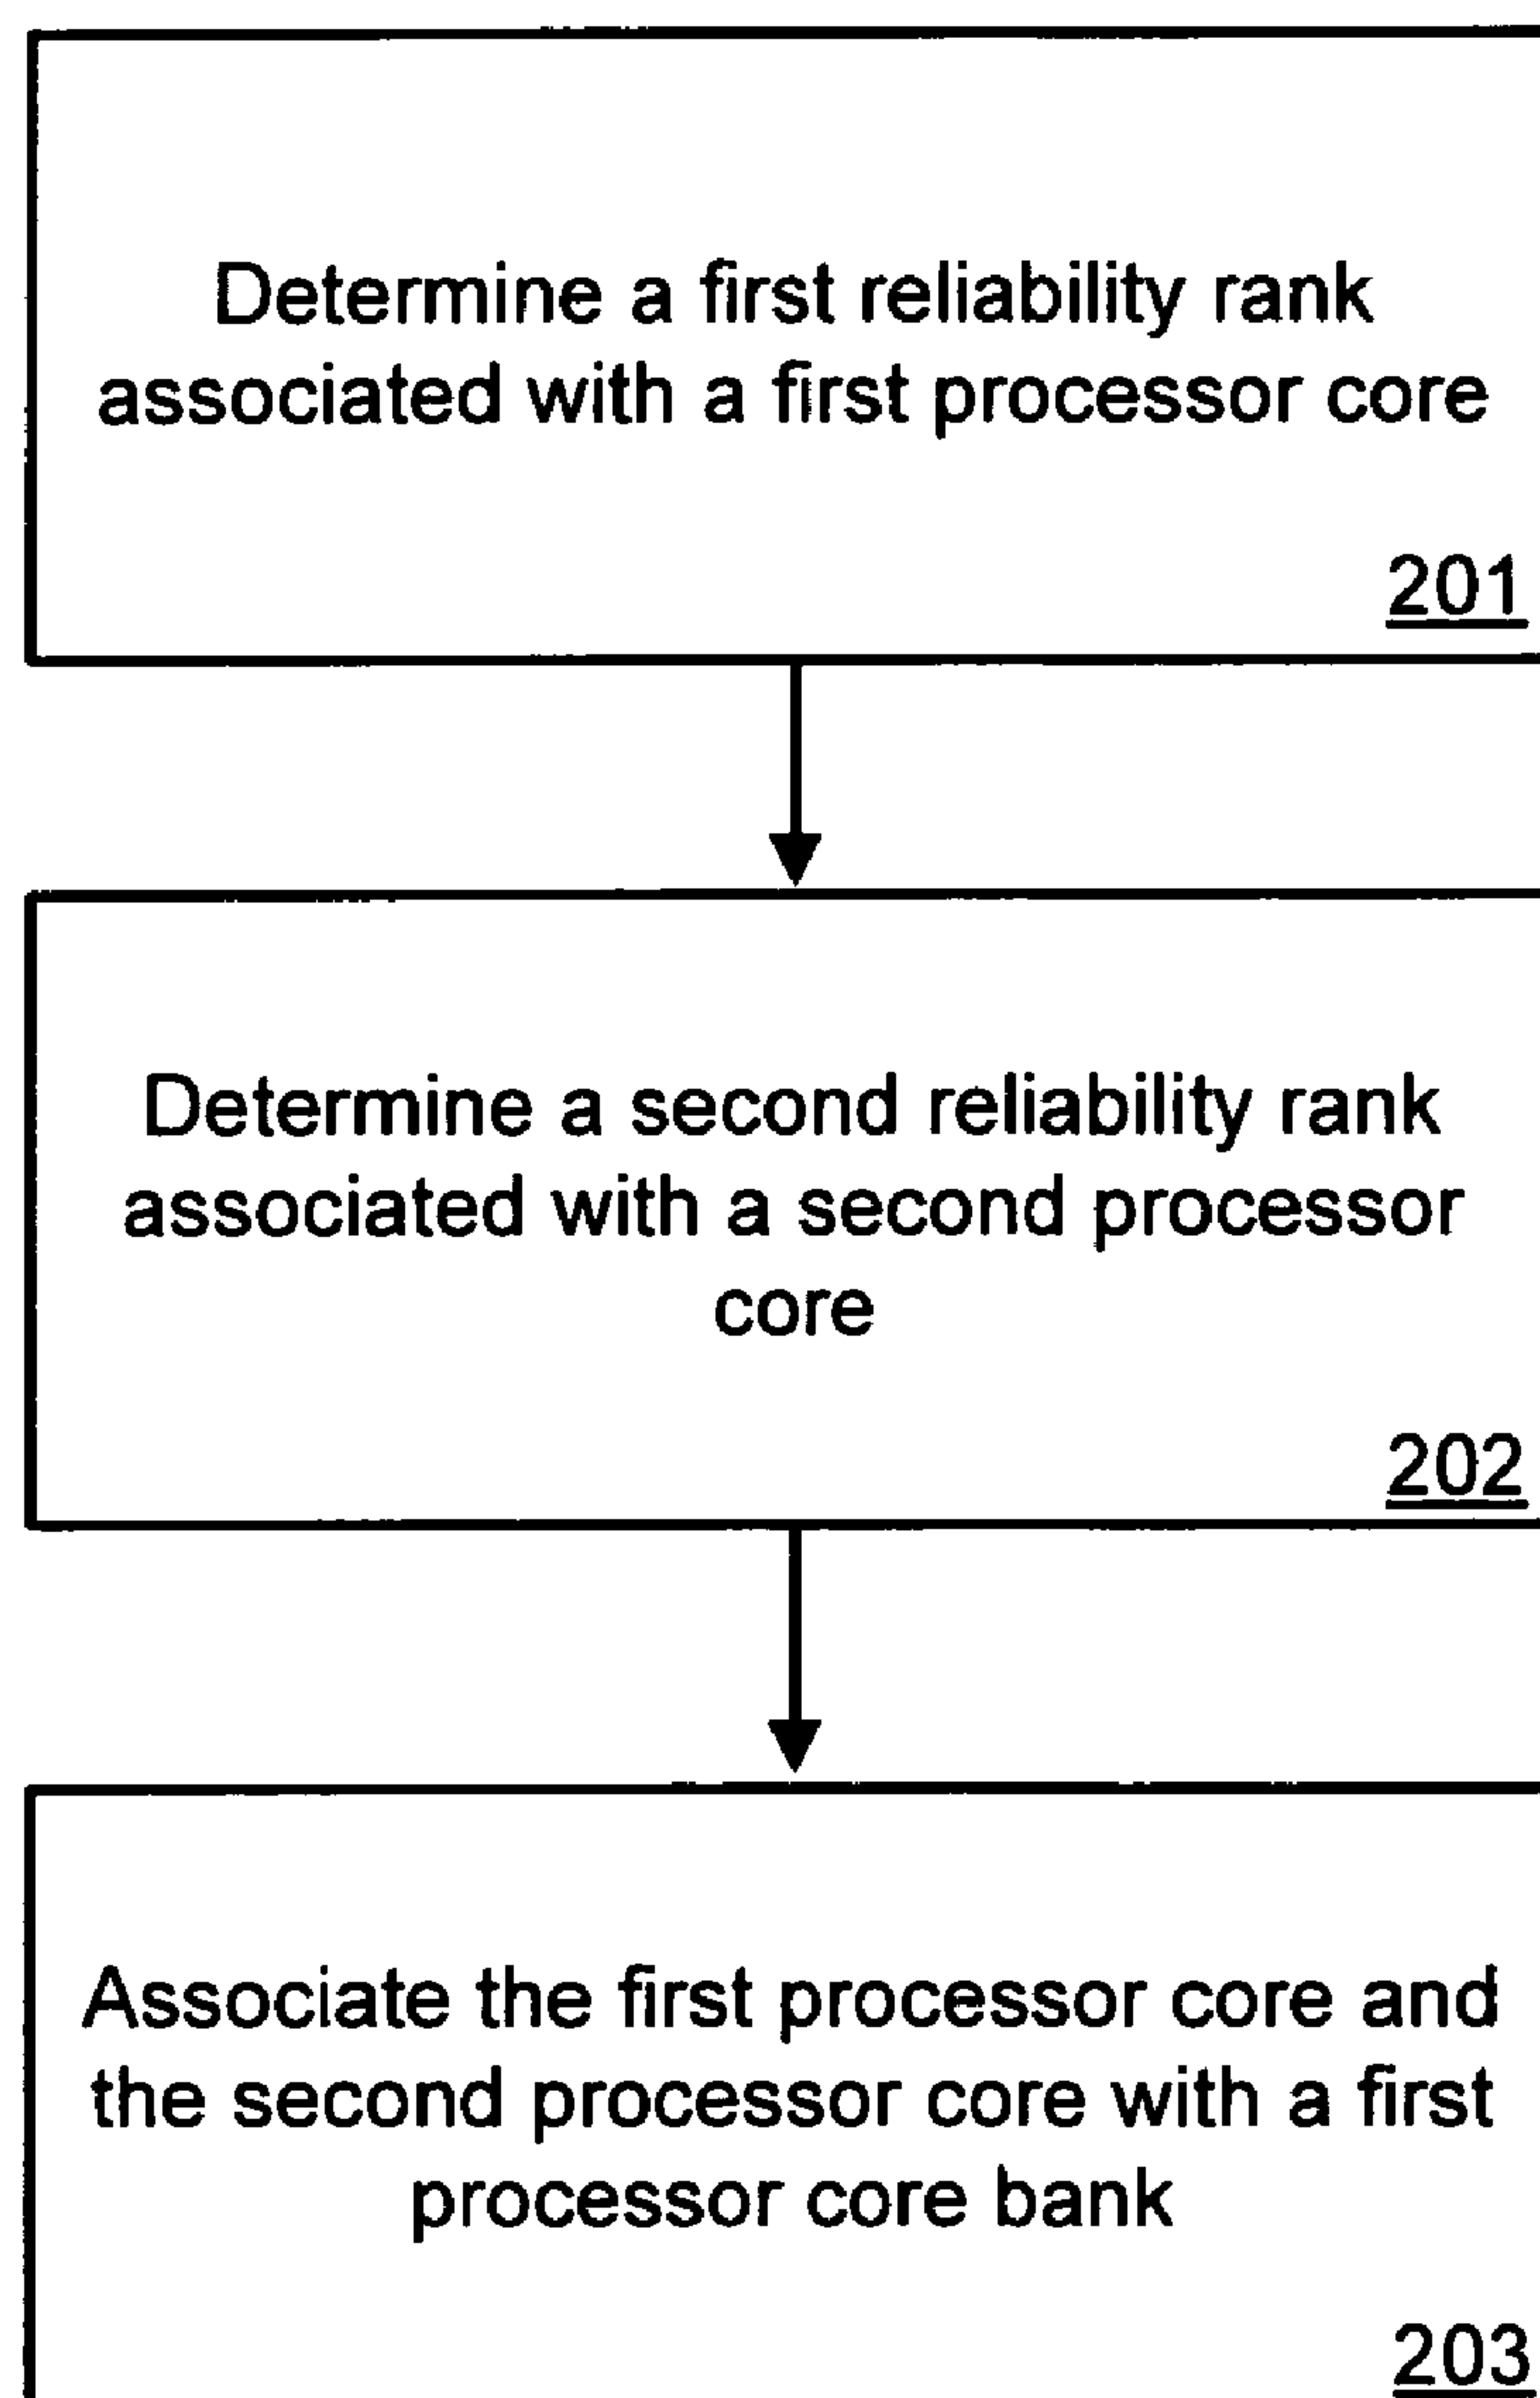 Determine a first reliability rank
associated with a first processor core
201
Determine a second reliability rank
associated with a second processor
core
202
Associate the first processor core and
the second processor core with a first
processor core bank
203